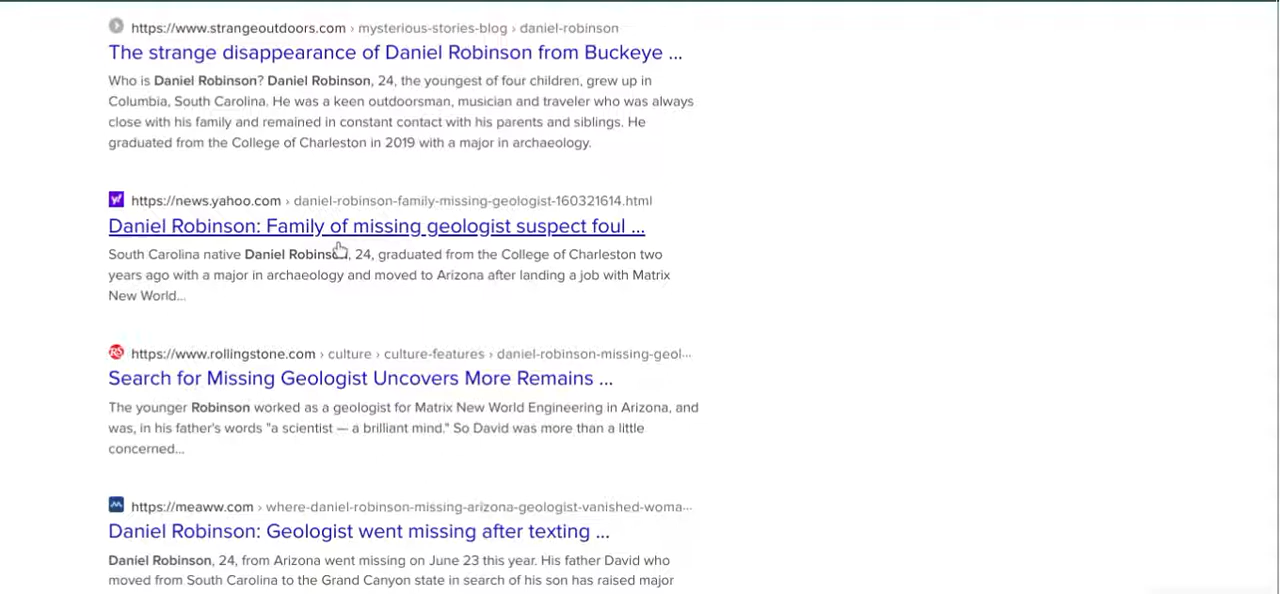 https://www.strangeoutdoors.com › mysterious-stories-blog › daniel-robinson
The strange disappearance of Daniel Robinson from Buckeye ...
Who is Daniel Robinson? Daniel Robinson, 24, the youngest of four children, grew up in
Columbia, South Carolina. He was a keen outdoorsman, musician and traveler who was always
close with his family and remained in constant contact with his parents and siblings. He
graduated from the College of Charleston in 2019 with a major in archaeology.
https://news.yahoo.com › daniel-robinson-family-missing-geologist-160321614.html
Daniel Robinson: Family of missing geologist suspect foul ...
South Carolina native Daniel Robinson, 24, graduated from the College of Charleston two
years ago with a major in archaeology and moved to Arizona after landing a job with Matrix
New World...
https://www.rollingstone.com › culture › culture-features › daniel-robinson-missing-geol...
Search for Missing Geologist Uncovers More Remains ...
The younger Robinson worked as a geologist for Matrix New World Engineering in Arizona, and
was, in his father's words "a scientist — a brilliant mind." So David was more than a little
concerned...
https://meaww.com › where-daniel-robinson-missing-arizona-geologist-vanished-woma...
Daniel Robinson: Geologist went missing after texting ...
Daniel Robinson, 24, from Arizona went missing on June 23 this year. His father David who
moved from South Carolina to the Grand Canyon state in search of his son has raised major